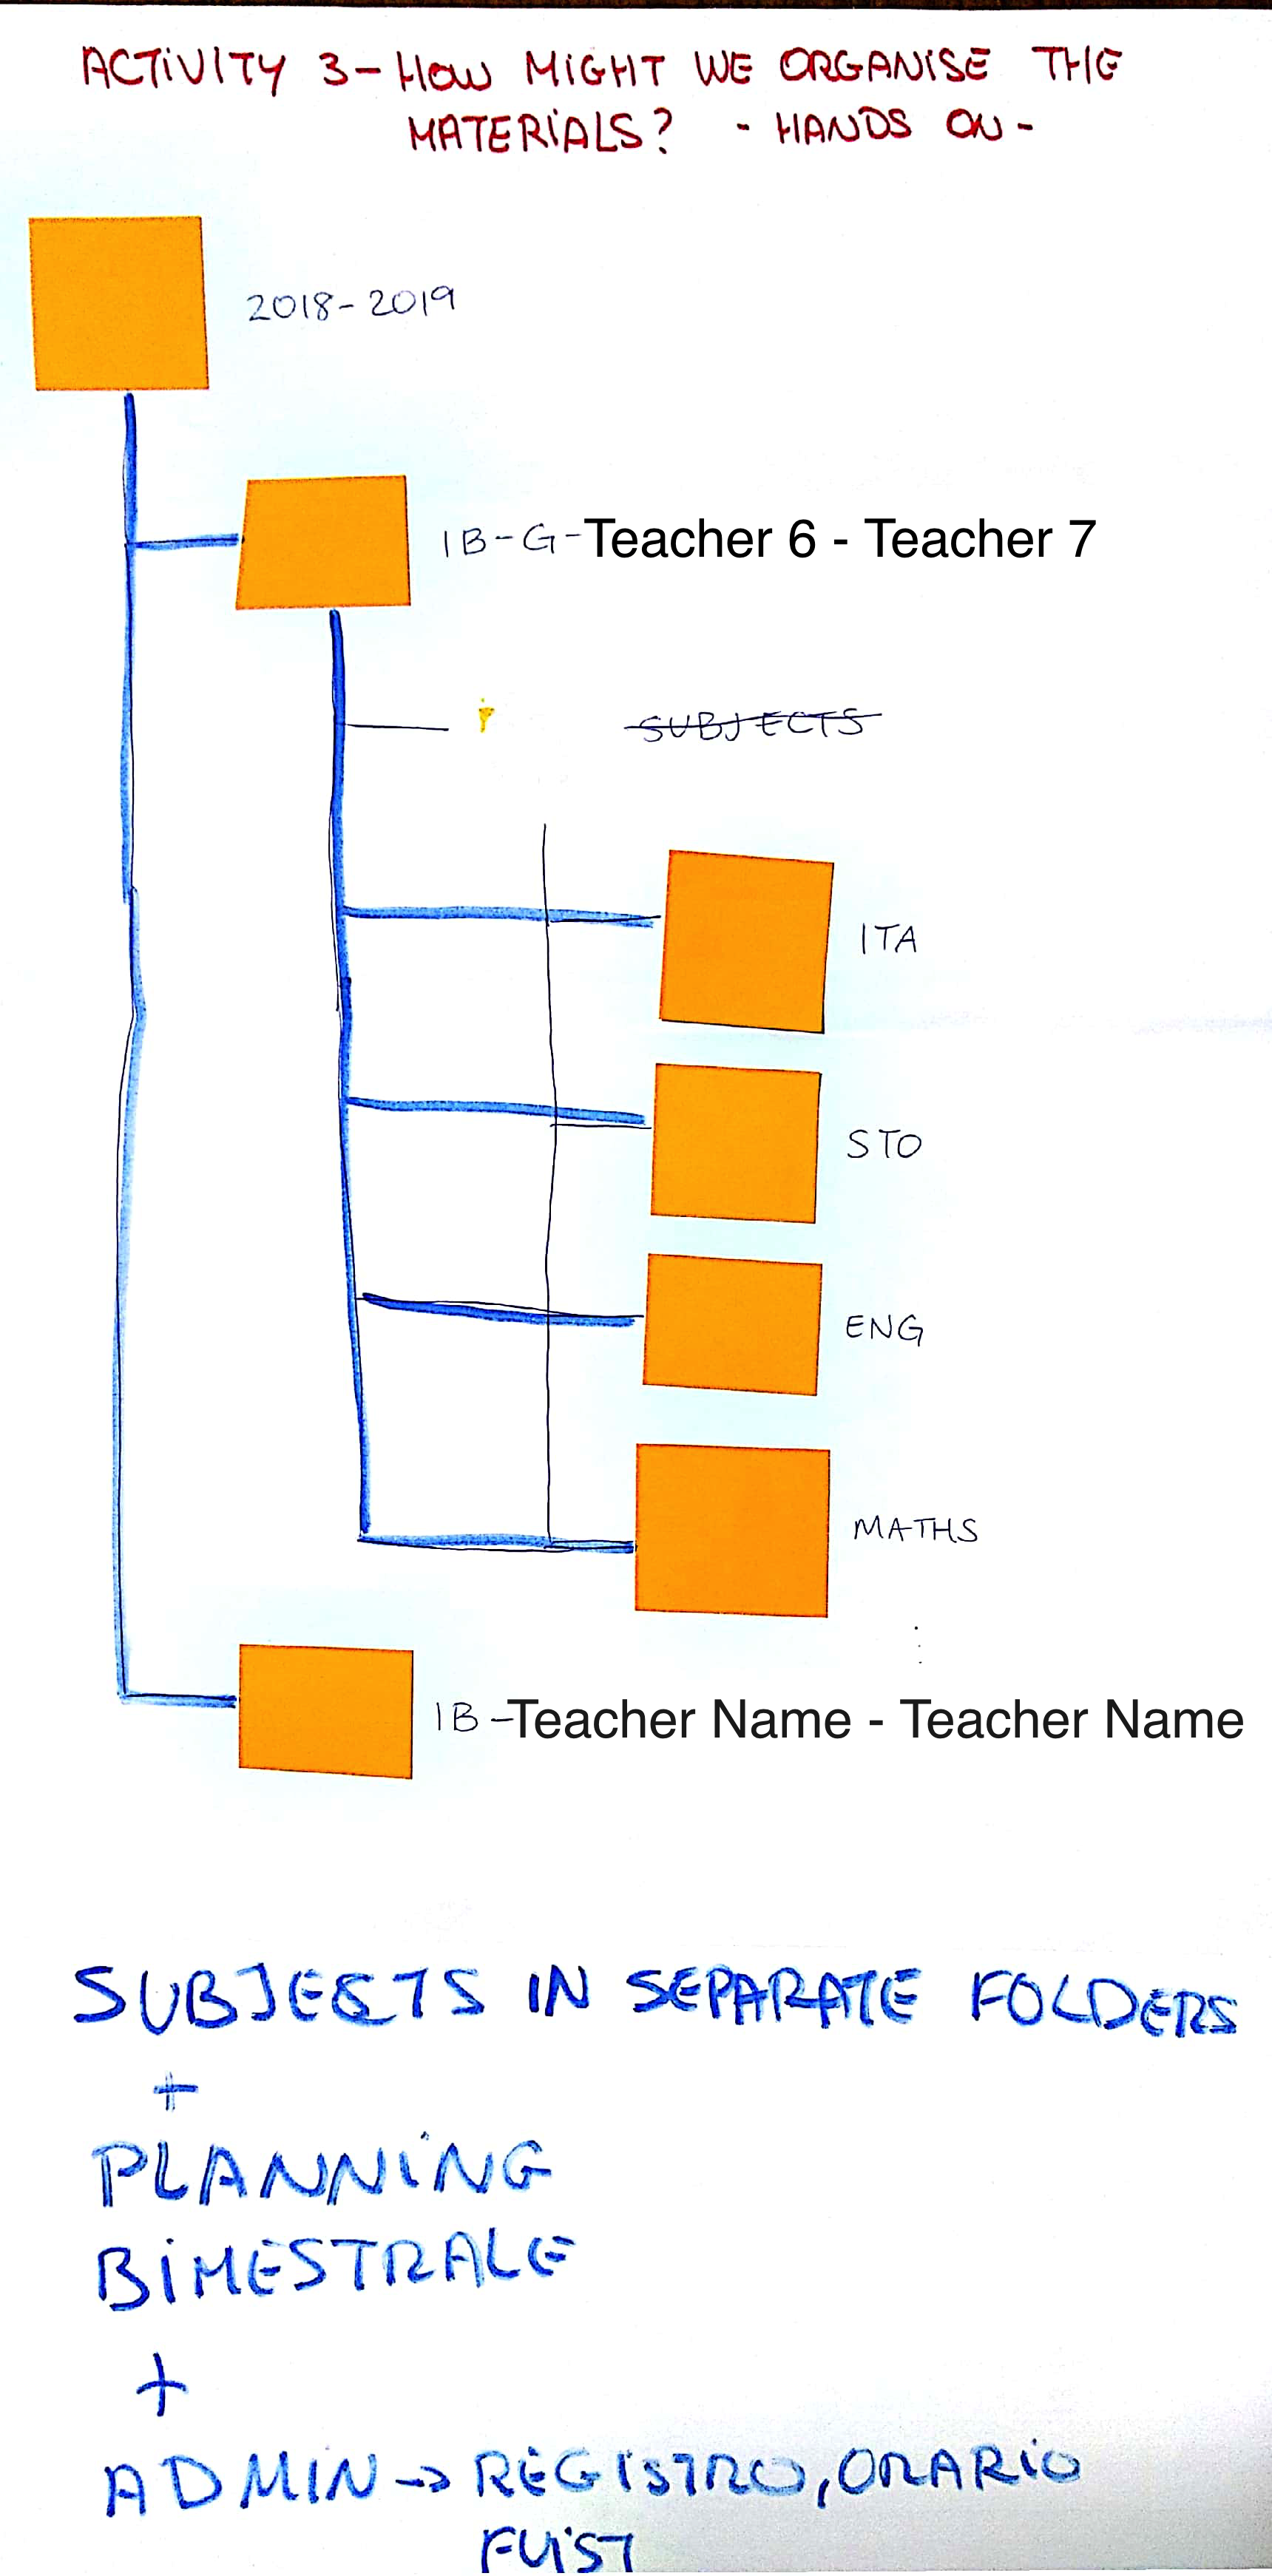 ACTIVITY 3 - HOW MIGHT WE ORGANISE THE
MATERIALS? - HANDS ON -
2018-2019
1B-G-Teacher 6 - Teacher 7
SUBJECTS
ITA
STO
ENG
MATHS
1B-Teacher Name - Teacher Name
SUBJECTS IN SEPARATE FOLDERS
+
PLANNING
BIMESTRALE
+
ADMIN → REGISTRO, ORARIO